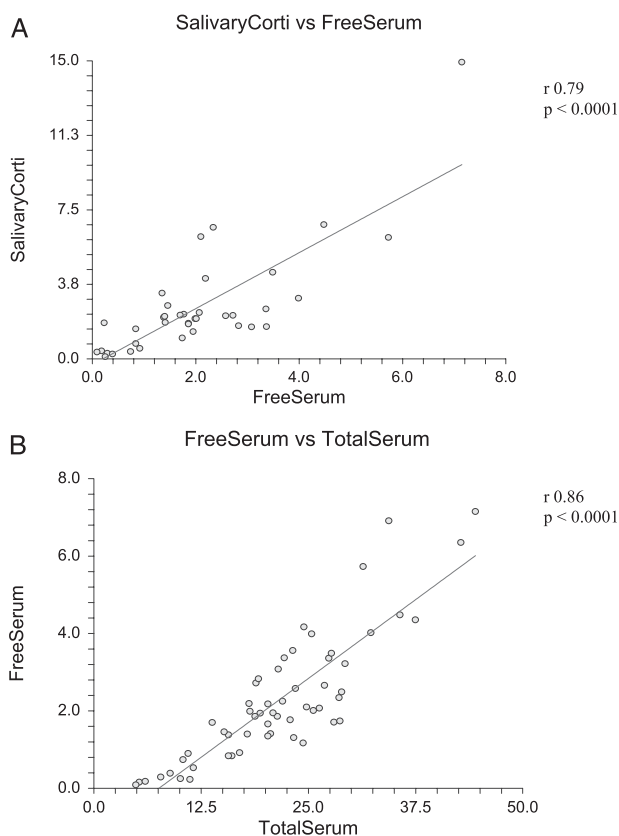 A
SalivaryCorti vs FreeSerum
15.0
r 0.79
p < 0.0001
11.3
SalivaryCorti
7.5
3.8
0.0
0.0 2.0 4.0 6.0 8.0
FreeSerum
B
FreeSerum vs TotalSerum
8.0
r 0.86
p < 0.0001
6.0
FreeSerum
4.0
2.0
0.0
0.0 12.5 25.0 37.5 50.0
TotalSerum